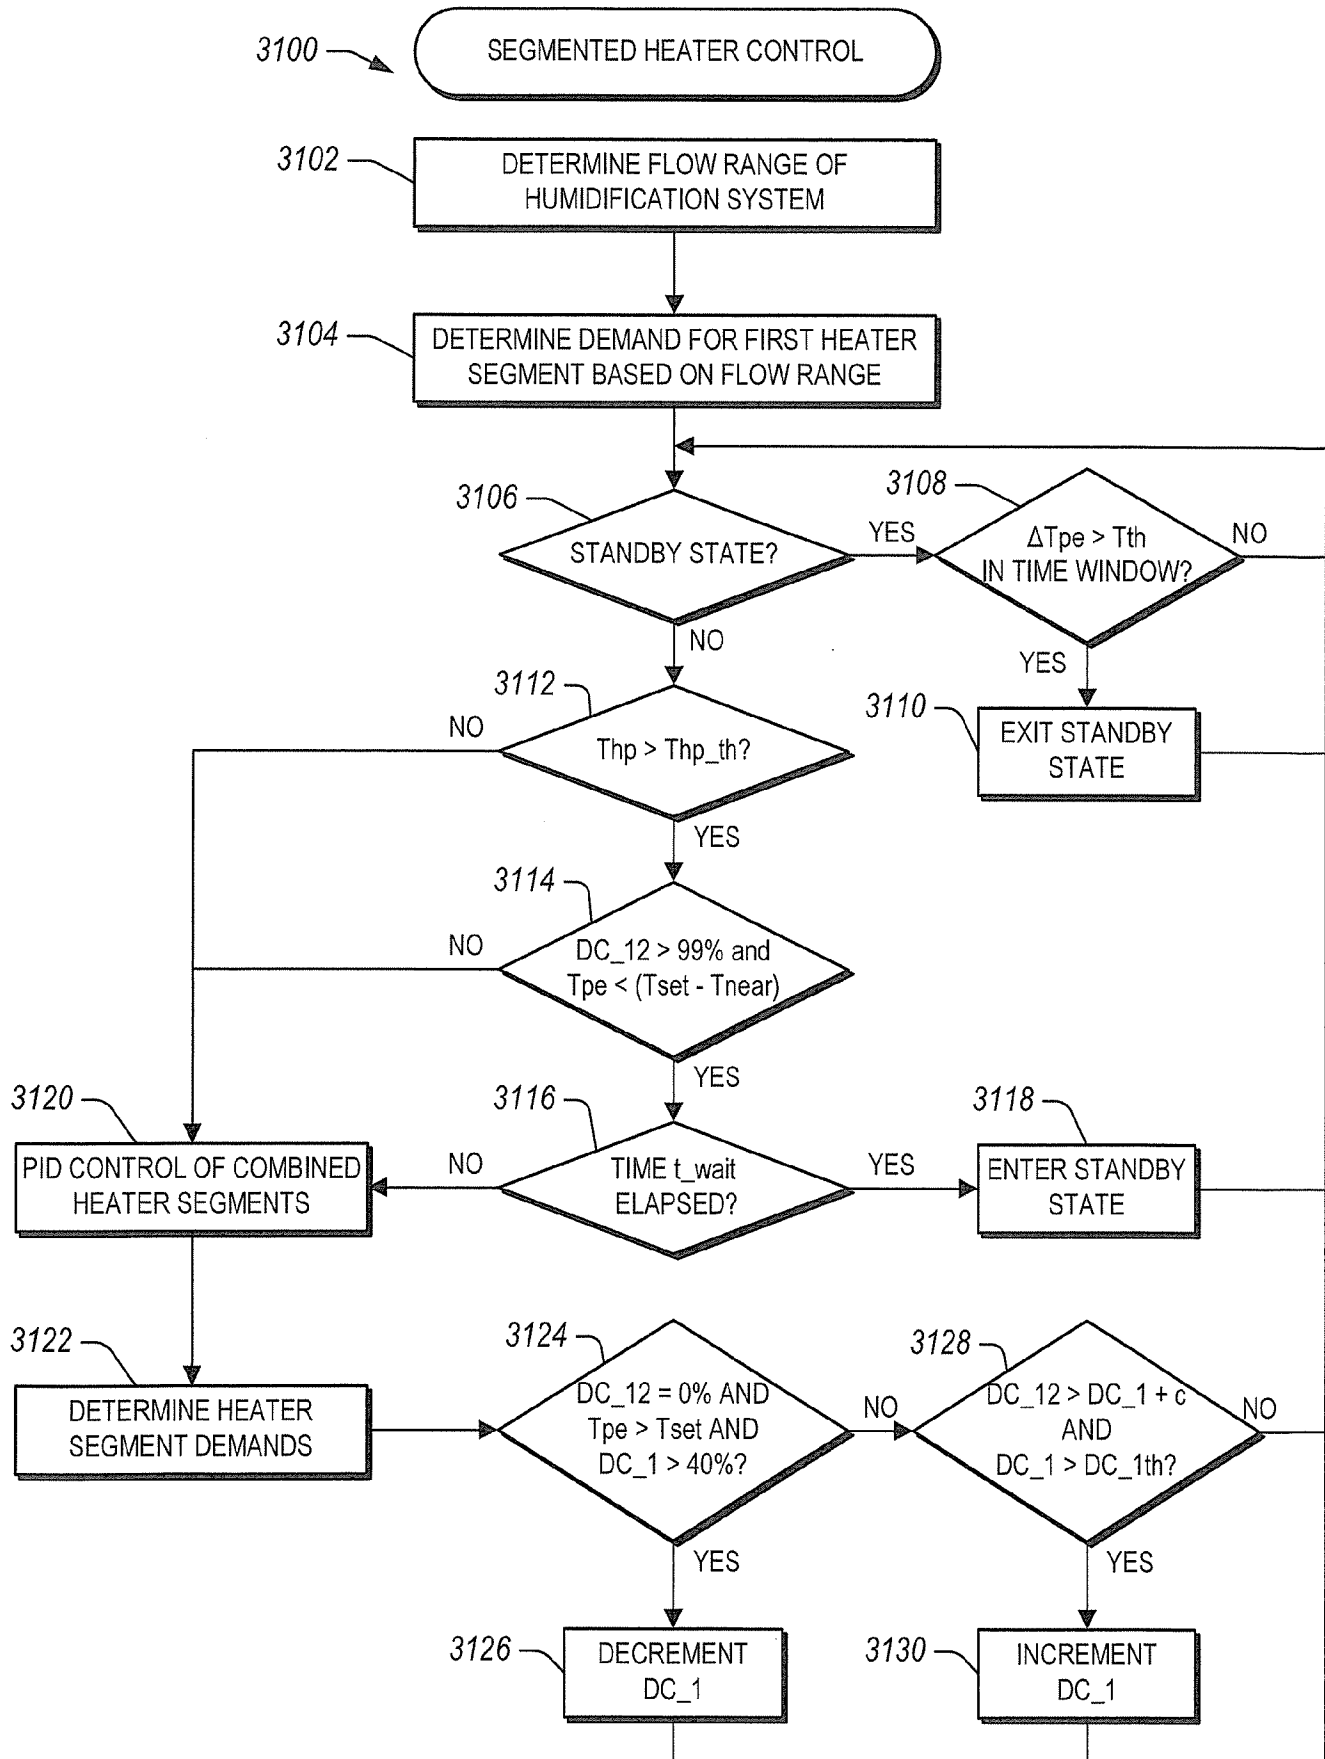 3100
SEGMENTED HEATER CONTROL
3102
DETERMINE FLOW RANGE OF
HUMIDIFICATION SYSTEM
3104
DETERMINE DEMAND FOR FIRST HEATER
SEGMENT BASED ON FLOW RANGE
3106
STANDBY STATE?
YES
NO
3108
ΔTpe > Tth
IN TIME WINDOW?
NO
YES
3110
EXIT STANDBY
STATE
3112
Thp > Thp_th?
NO
YES
3114
DC_12 > 99% and
Tpe < (Tset - Tnear)
NO
YES
3116
TIME t_wait
ELAPSED?
NO
YES
3118
ENTER STANDBY
STATE
3120
PID CONTROL OF COMBINED
HEATER SEGMENTS
3122
DETERMINE HEATER
SEGMENT DEMANDS
3124
DC_12 = 0% AND
Tpe > Tset AND
DC_1 > 40%?
NO
YES
3126
DECREMENT
DC_1
3128
DC_12 > DC_1 + c
AND
DC_1 > DC_1th?
NO
YES
3130
INCREMENT
DC_1